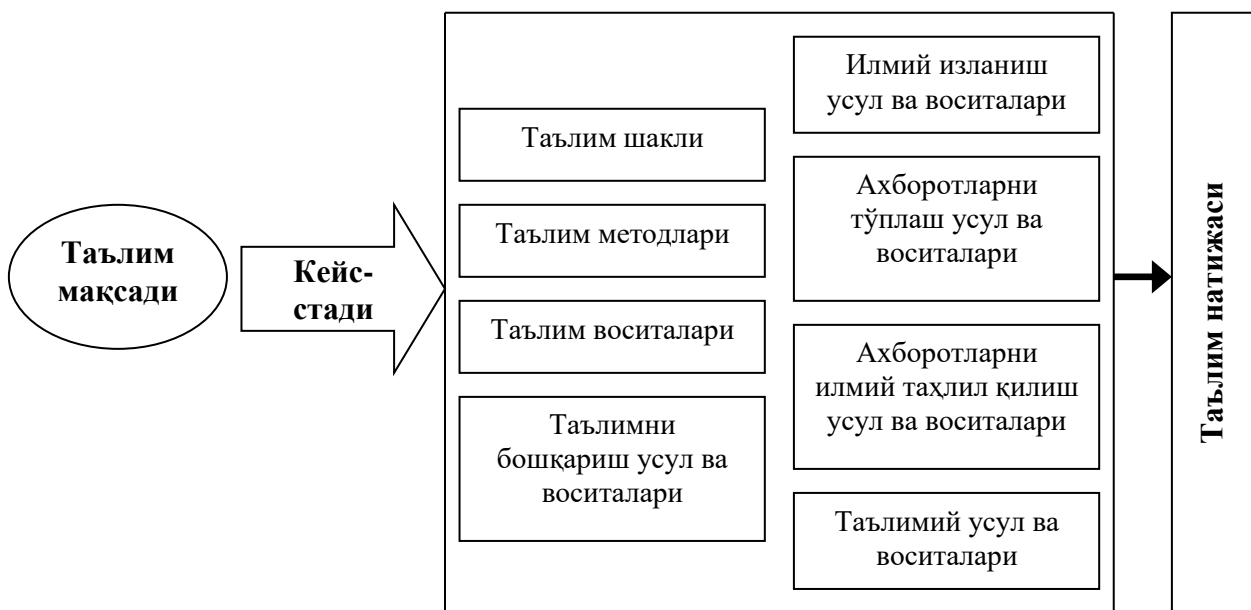 Таълим
мақсади
Кейс-
стади
Таълим шакли
Таълим методлари
Таълим воситалари
Таълимни
бошқариш усул ва
воситалари
Илмий изланиш
усул ва воситалари
Ахборотларни
тўплаш усул ва
воситалари
Ахборотларни
илмий таҳлил қилиш
усул ва воситалари
Таълимий усул ва
воситалари
Таълим натижаси